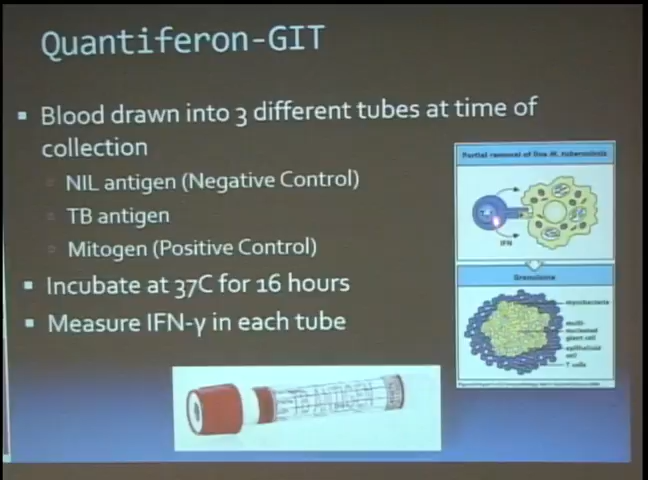 Quantiferon-GIT
Blood drawn into 3 different tubes at time of
collection
NIL antigen (Negative Control)
TB antigen
Mitogen (Positive Control)
Incubate at 37C for 16 hours
Measure IFN-γ in each tube
Partial removal of live M. tuberculosis
IFN
Granuloma
mycobacteria
multi-
nucleated
giant cell
epithelioid
cell
T cells
TB ANTIGEN